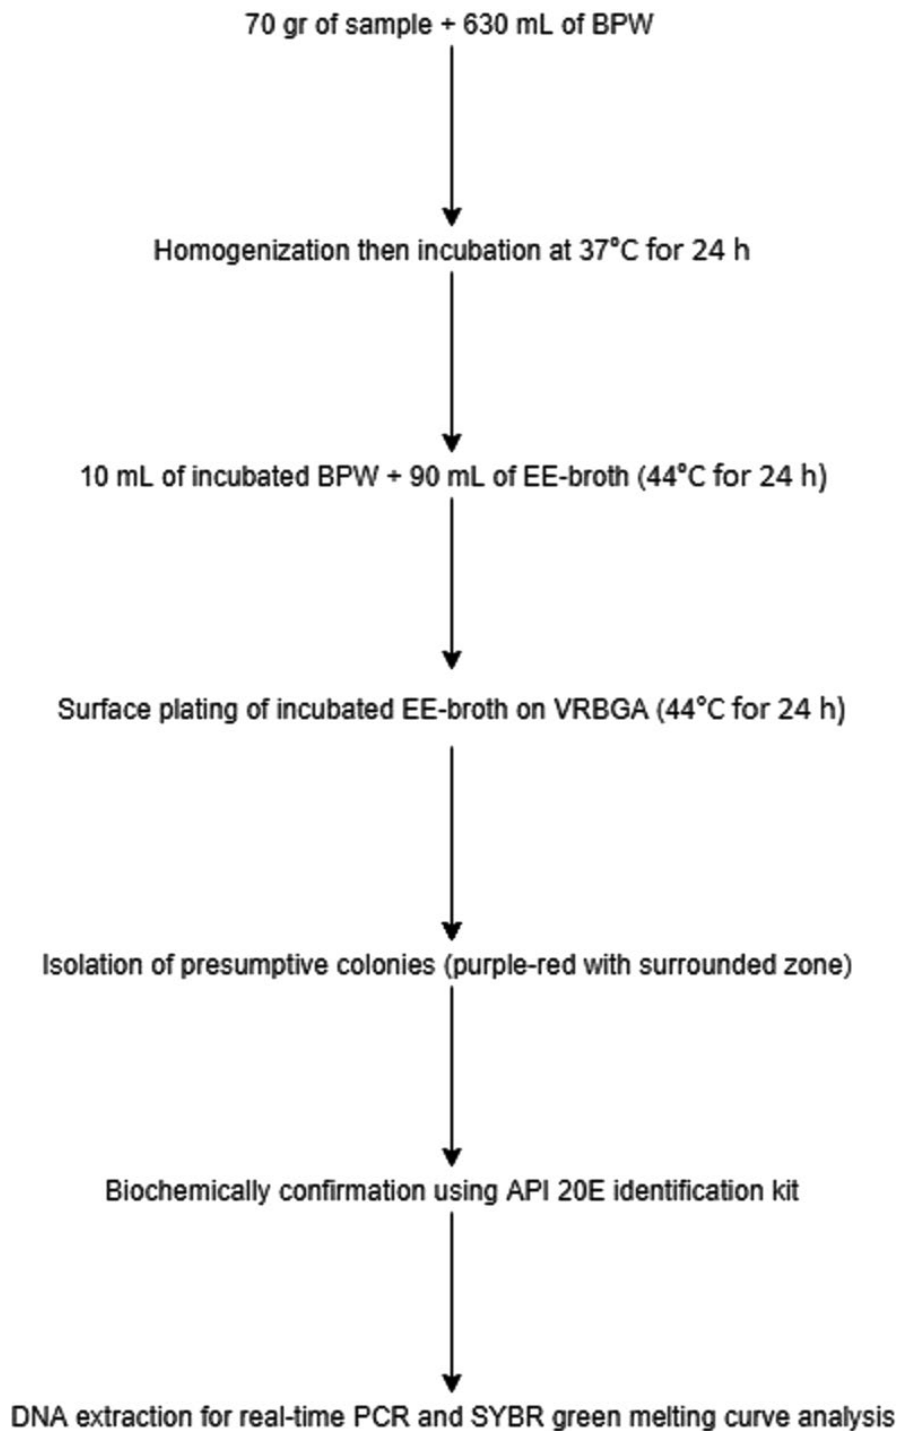 70 gr of sample + 630 mL of BPW
Homogenization then incubation at 37°C for 24 h
10 mL of incubated BPW + 90 mL of EE-broth (44°C for 24 h)
Surface plating of incubated EE-broth on VRBGA (44°C for 24 h)
Isolation of presumptive colonies (purple-red with surrounded zone)
Biochemically confirmation using API 20E identification kit
DNA extraction for real-time PCR and SYBR green melting curve analysis